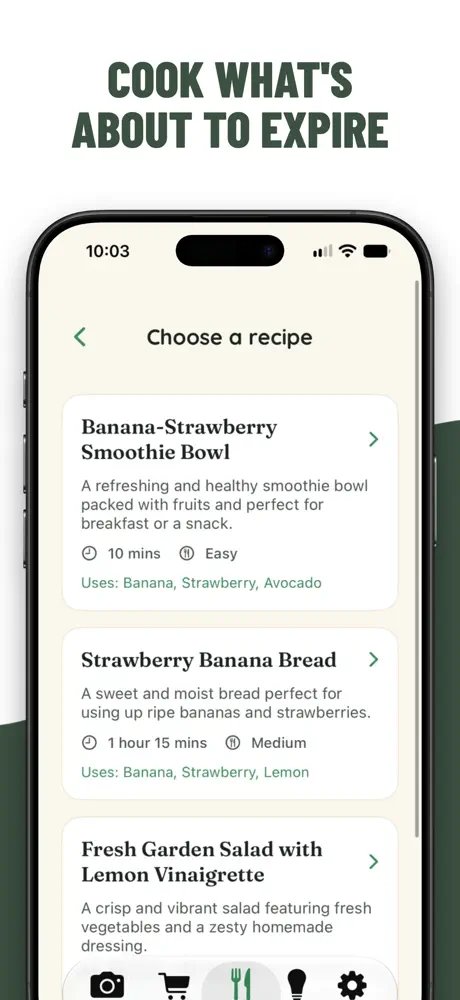 COOK WHAT'S
ABOUT TO EXPIRE
10:03
Choose a recipe
Banana-Strawberry
Smoothie Bowl
A refreshing and healthy smoothie bowl
packed with fruits and perfect for
breakfast or a snack.
10 mins Easy
Uses: Banana, Strawberry, Avocado
Strawberry Banana Bread
A sweet and moist bread perfect for
using up ripe bananas and strawberries.
1 hour 15 mins Medium
Uses: Banana, Strawberry, Lemon
Fresh Garden Salad with
Lemon Vinaigrette
A crisp and vibrant salad featuring fresh
vegetables and a zesty homemade
dressing.